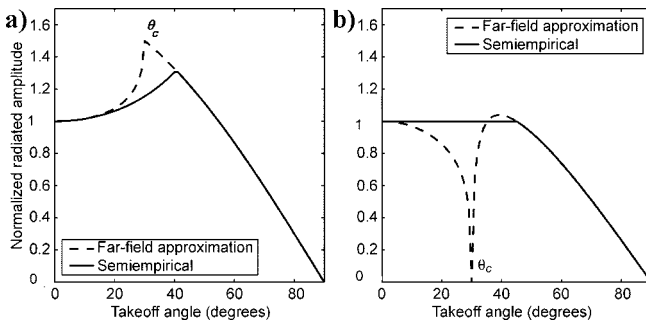 a)
Normalized radiated amplitude
1.6
1.4
1.2
1
0.8
0.6
0.4
0.2
0
θc
Far-field approximation
Semiempirical
0 20 40 60 80
Takeoff angle (degrees)
b)
1.6
1.4
1.2
1
0.8
0.6
0.4
0.2
0
Far-field approximation
Semiempirical
θc
0 20 40 60 80
Takeoff angle (degrees)